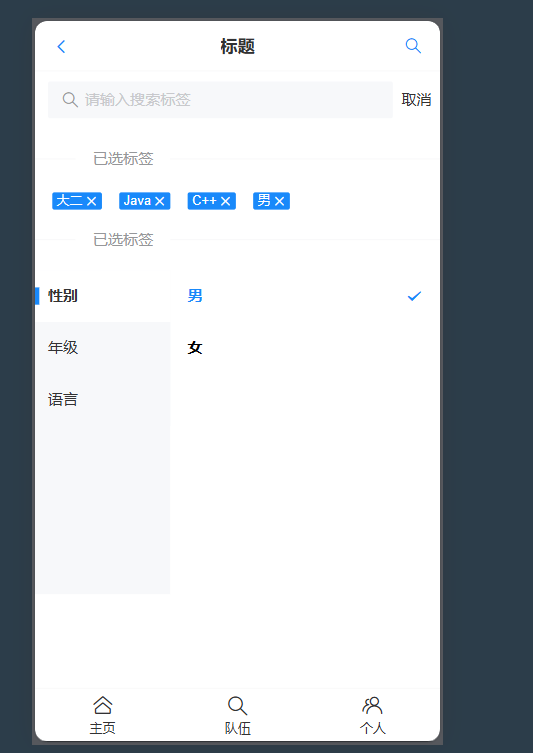 标题
请输入搜索标签 取消
已选标签
大二 Java C++ 男
已选标签
性别 男
年级 女
语言
主页 队伍 个人